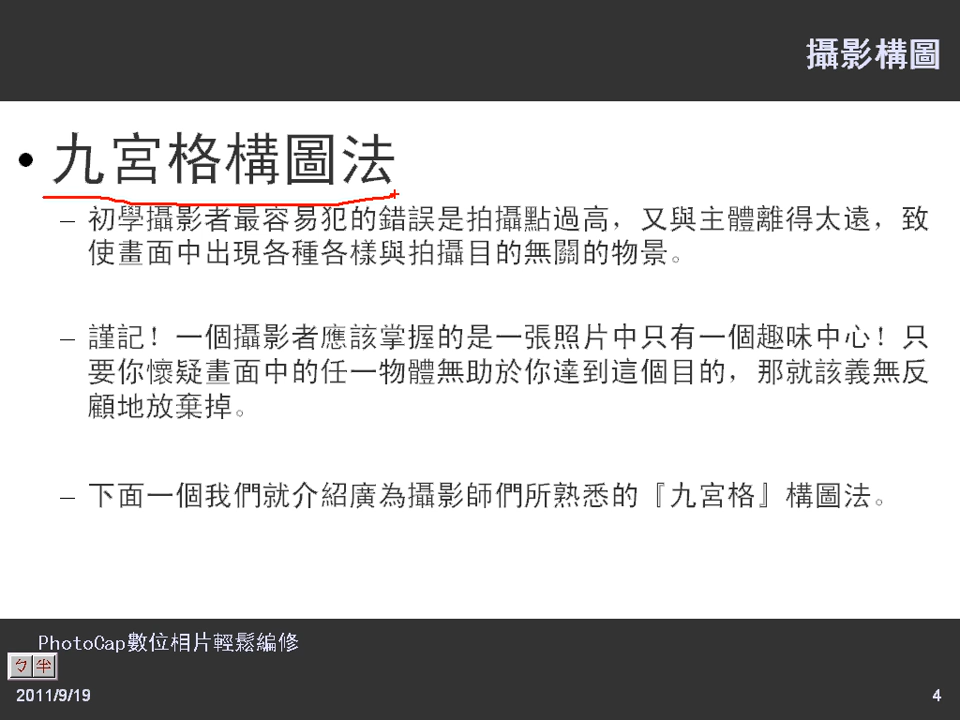 攝影構圖
• 九宮格構圖法
– 初學攝影者最容易犯的錯誤是拍攝點過高，又與主體離得太遠，致
使畫面中出現各種各樣與拍攝目的無關的物景。
– 謹記！一個攝影者應該掌握的是一張照片中只有一個趣味中心！只
要你懷疑畫面中的任一物體無助於你達到這個目的，那就該義無反
顧地放棄掉。
– 下面一個我們就介紹廣為攝影師們所熟悉的『九宮格』構圖法。
PhotoCap數位相片輕鬆編修
ㄅ半
2011/9/19
4